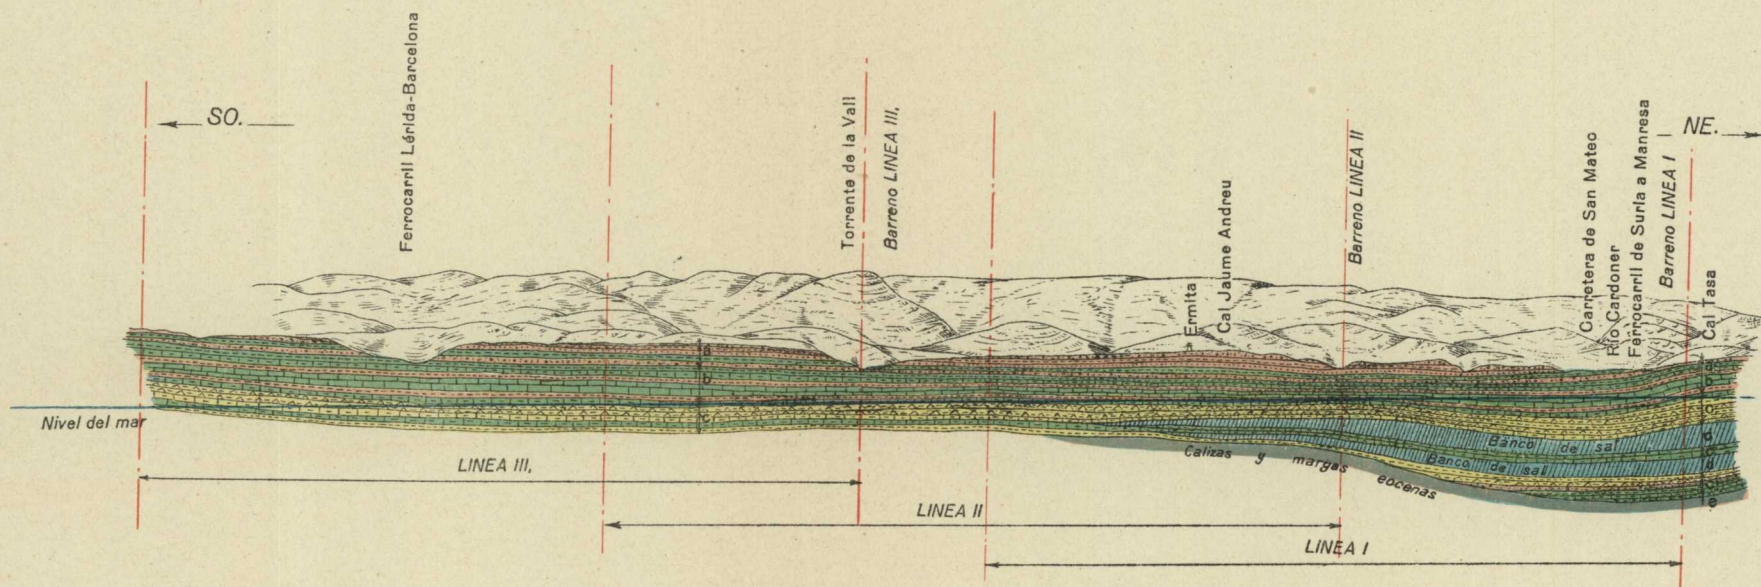 SO.
NE.
Ferrocarril Lérida-Barcelona
Torrente de la Vall
Barreno LINEA III.
Ermita
Cal Jaume Andreu
Barreno LINEA II
Carretera de San Mateo
Río Cardoner
Ferrocarril de Suria a Manresa
Barreno LINEA I
Cal Tasa
a
b
c
a
b
c
d
d
e
Nivel del mar
Banco de sal
Banco de sal
Calizas y margas eocenas
LINEA III.
LINEA II
LINEA I